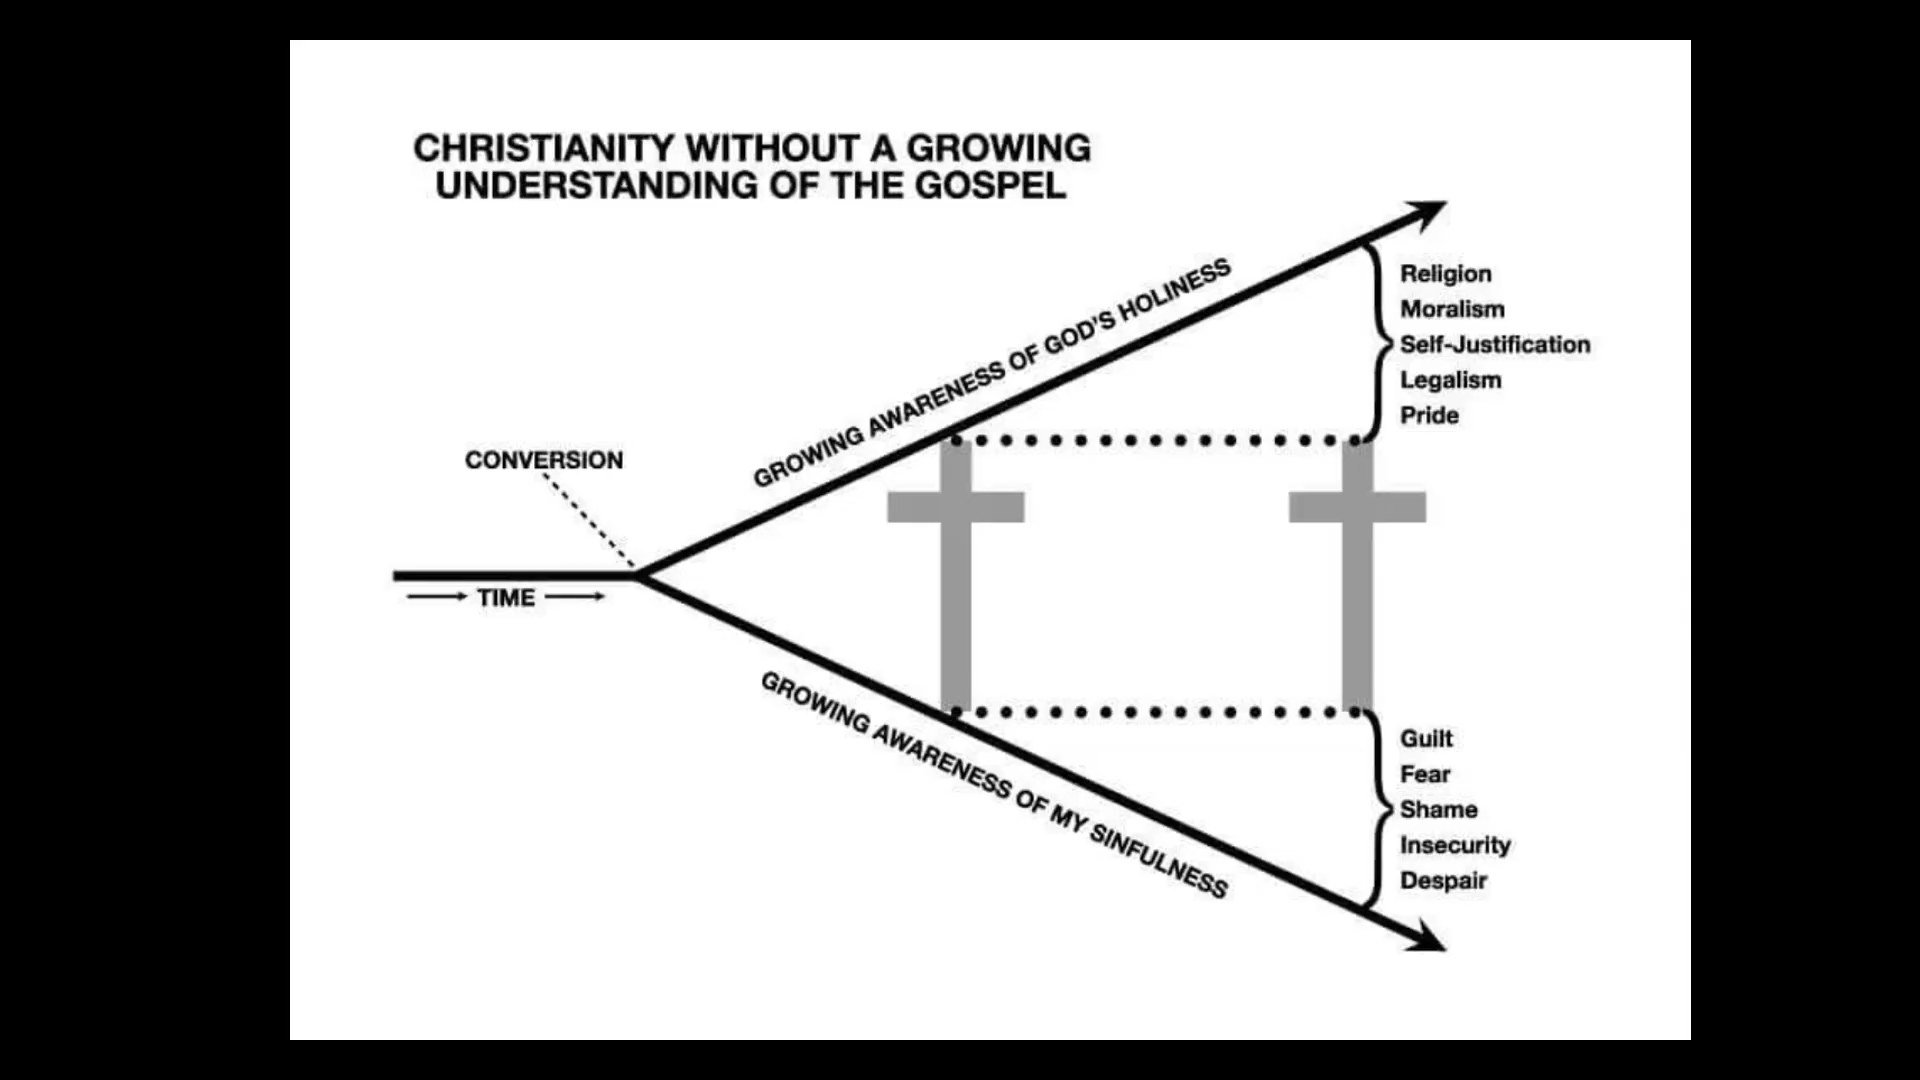 CHRISTIANITY WITHOUT A GROWING
UNDERSTANDING OF THE GOSPEL
GROWING AWARENESS OF GOD'S HOLINESS
Religion
Moralism
Self-Justification
Legalism
Pride
CONVERSION
TIME
GROWING AWARENESS OF MY SINFULNESS
Guilt
Fear
Shame
Insecurity
Despair